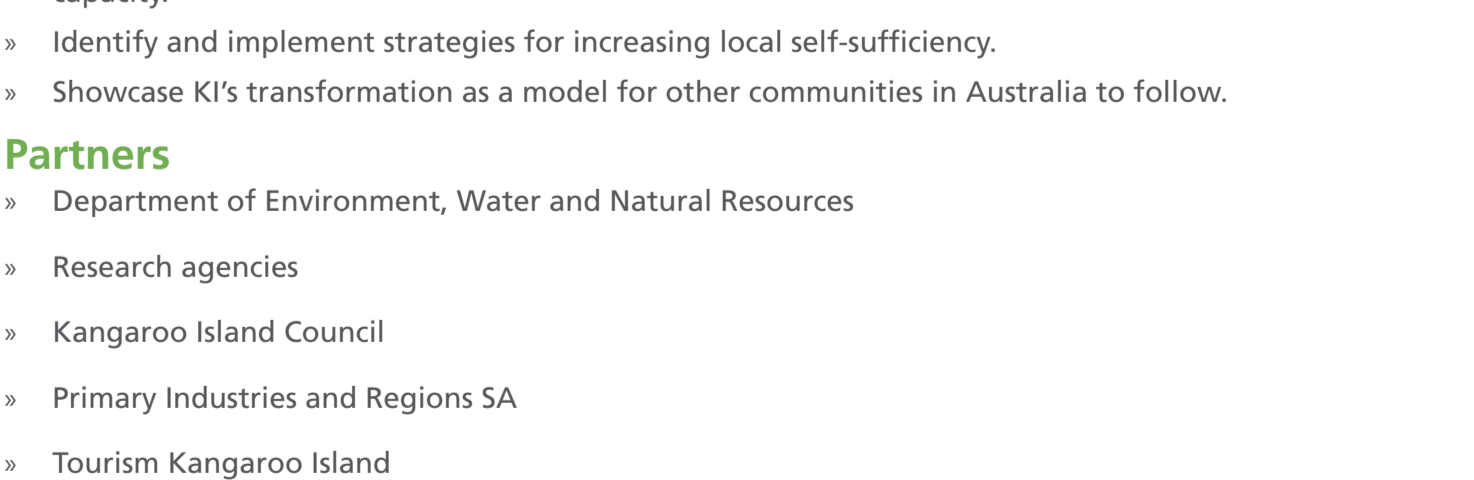 capacity.
» Identify and implement strategies for increasing local self-sufficiency.
» Showcase KI’s transformation as a model for other communities in Australia to follow.
Partners
» Department of Environment, Water and Natural Resources
» Research agencies
» Kangaroo Island Council
» Primary Industries and Regions SA
» Tourism Kangaroo Island